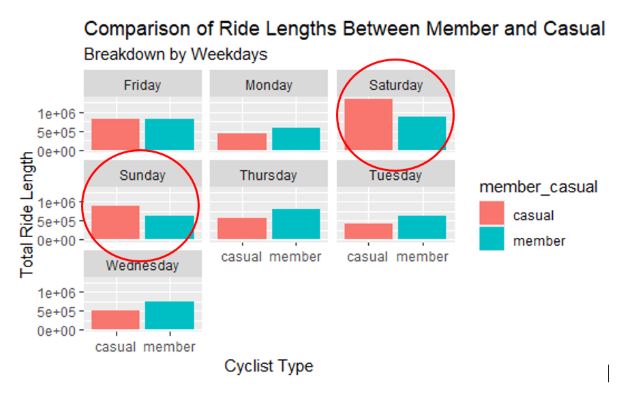 Comparison of Ride Lengths Between Member and Casual
Breakdown by Weekdays
Friday Monday Saturday
1e+06
5e+05
0e+00
Sunday Thursday Tuesday
1e+06
5e+05
0e+00
casual member casual member
Wednesday
1e+06
5e+05
0e+00
casual member
Total Ride Length
Cyclist Type
member_casual
casual
member